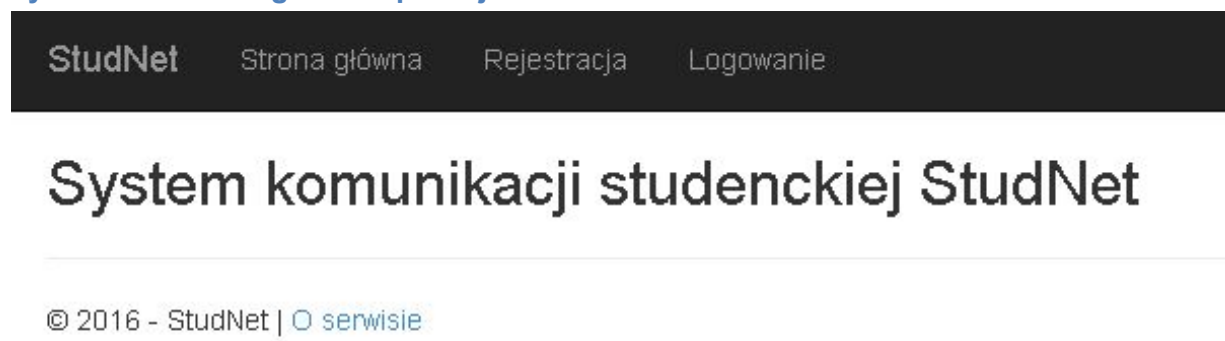 StudNet Strona główna Rejestracja Logowanie
System komunikacji studenckiej StudNet
© 2016 - StudNet | O serwisie